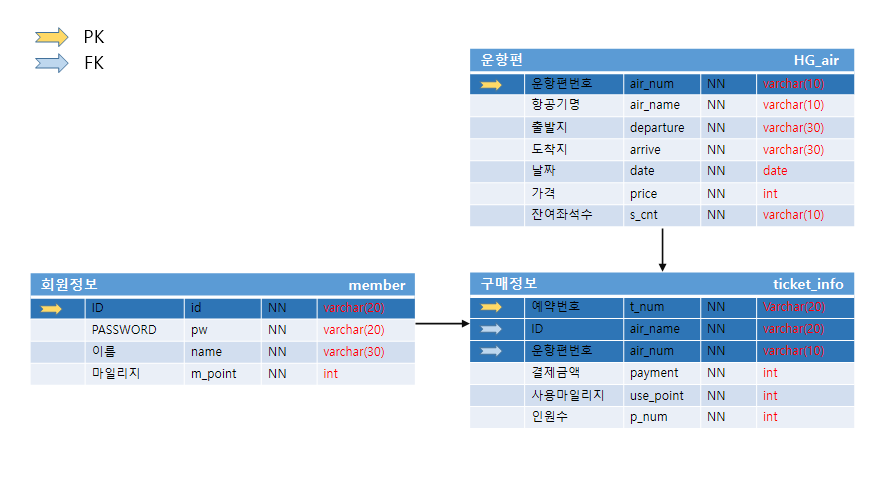 PK
FK
운항편 HG_air
운항편번호 air_num NN varchar(10)
항공기명 air_name NN varchar(10)
출발지 departure NN varchar(30)
도착지 arrive NN varchar(30)
날짜 date NN date
가격 price NN int
잔여좌석수 s_cnt NN varchar(10)
회원정보 member
ID id NN varchar(20)
PASSWORD pw NN varchar(20)
이름 name NN varchar(30)
마일리지 m_point NN int
구매정보 ticket_info
예약번호 t_num NN Varchar(20)
ID air_name NN varchar(20)
운항편번호 air_num NN varchar(10)
결제금액 payment NN int
사용마일리지 use_point NN int
인원수 p_num NN int